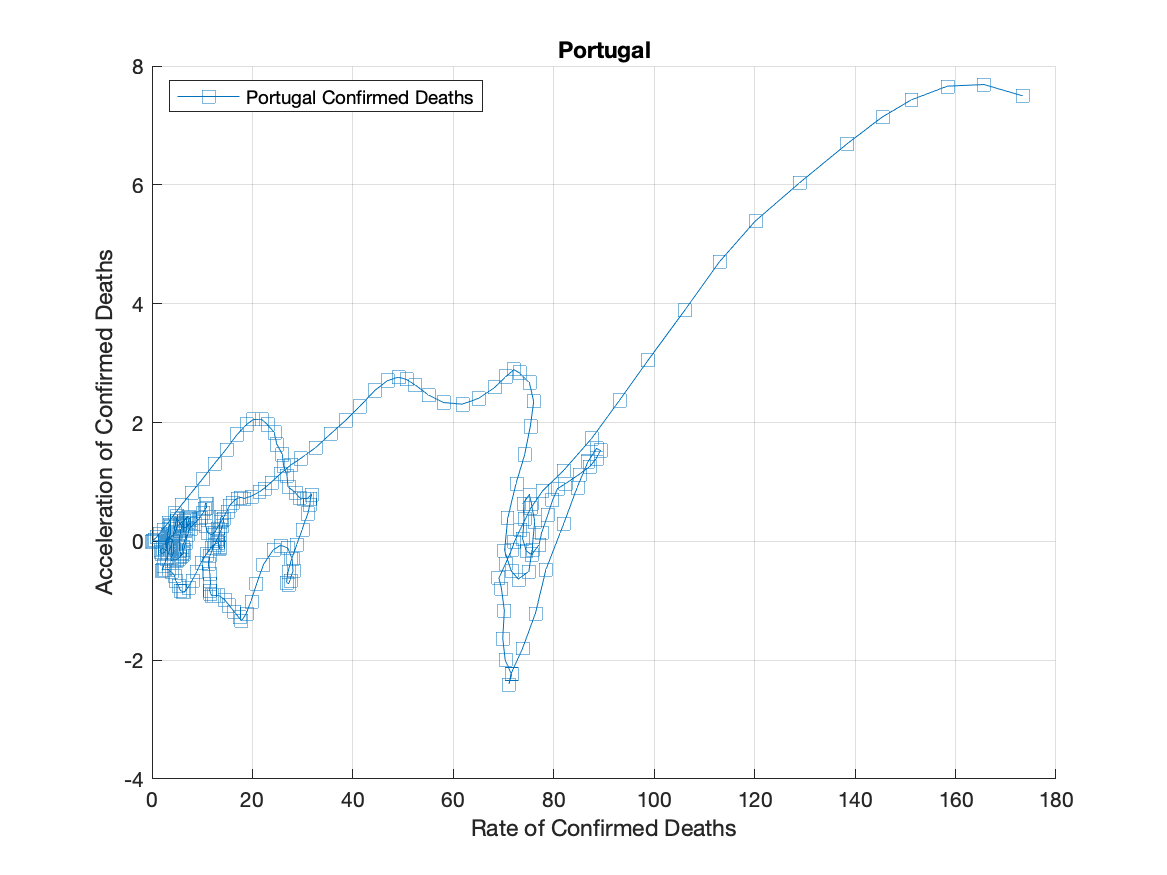 Portugal
Portugal Confirmed Deaths
8
6
4
2
0
-2
-4
Acceleration of Confirmed Deaths
0 20 40 60 80 100 120 140 160 180
Rate of Confirmed Deaths